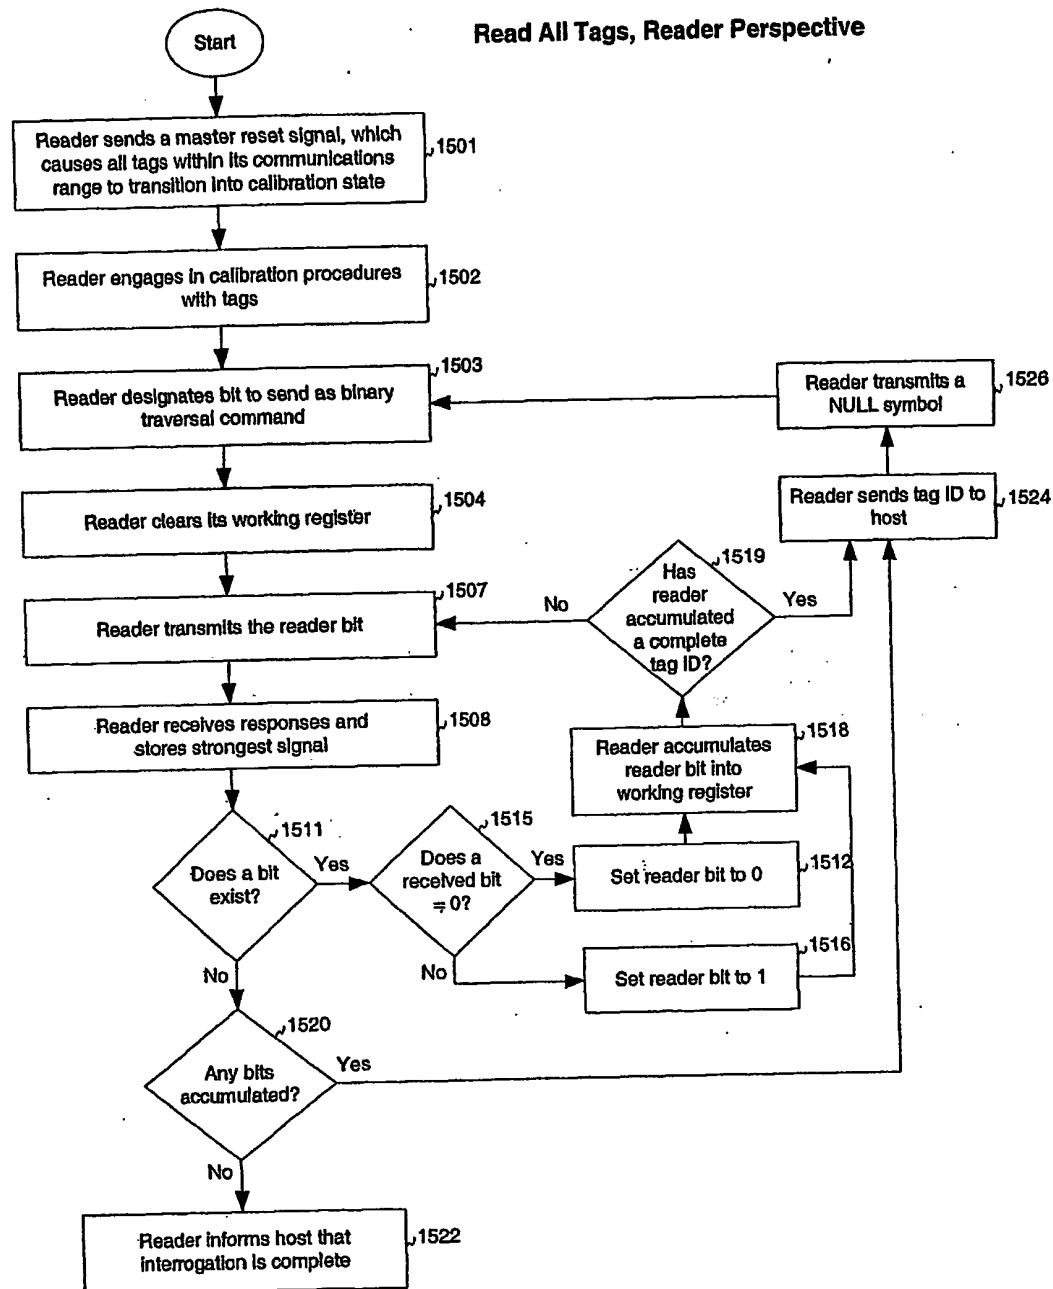 Read All Tags, Reader Perspective
Start
Reader sends a master reset signal, which
causes all tags within its communications
range to transition into calibration state
1501
Reader engages in calibration procedures
with tags
1502
Reader designates bit to send as binary
traversal command
1503
Reader transmits a
NULL symbol
1526
Reader clears its working register
1504
Reader sends tag ID to
host
1524
Has
reader
accumulated
a complete
tag ID?
1519
No
Yes
Reader transmits the reader bit
1507
Reader receives responses and
stores strongest signal
1508
Reader accumulates
reader bit into
working register
1518
Does a bit
exist?
1511
Yes
Does a
received bit
= 0?
1515
Yes
Set reader bit to 0
1512
No
No
Set reader bit to 1
1516
Any bits
accumulated?
1520
Yes
No
Reader informs host that
interrogation is complete
1522